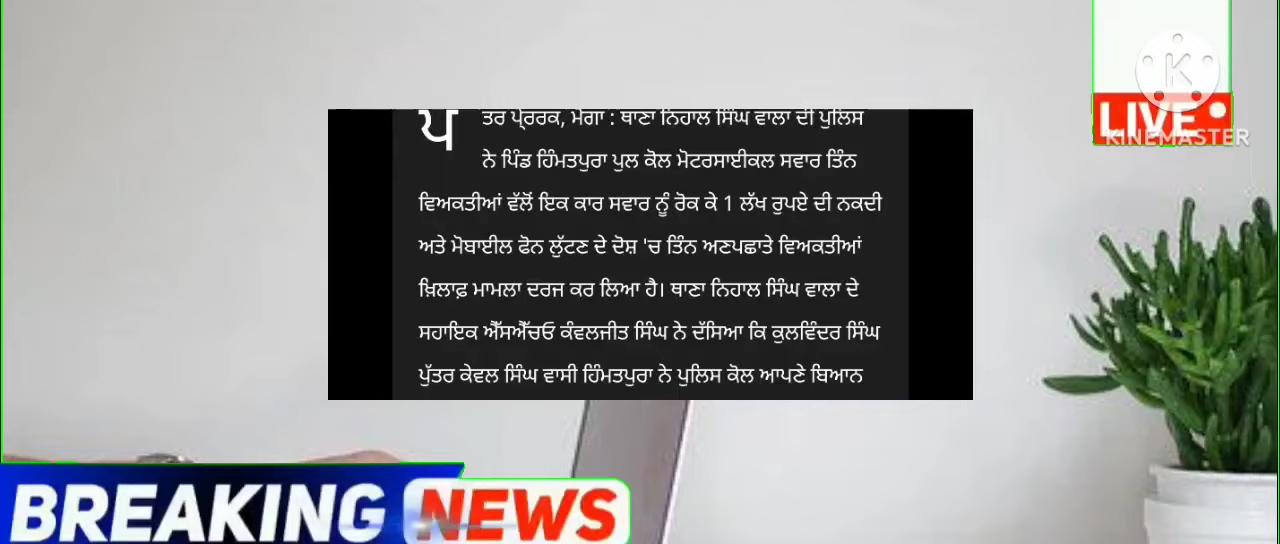 LIVE
KINEMASTER
ਪੱਤਰ ਪ੍ਰੇਰਕ, ਮੋਗਾ : ਥਾਣਾ ਨਿਹਾਲ ਸਿੰਘ ਵਾਲਾ ਦੀ ਪੁਲਿਸ
ਨੇ ਪਿੰਡ ਹਿੰਮਤਪੁਰਾ ਪੁਲ ਕੋਲ ਮੋਟਰਸਾਈਕਲ ਸਵਾਰ ਤਿੰਨ
ਵਿਅਕਤੀਆਂ ਵੱਲੋਂ ਇਕ ਕਾਰ ਸਵਾਰ ਨੂੰ ਰੋਕ ਕੇ 1 ਲੱਖ ਰੁਪਏ ਦੀ ਨਕਦੀ
ਅਤੇ ਮੋਬਾਈਲ ਫੋਨ ਲੁੱਟਣ ਦੇ ਦੋਸ਼ 'ਚ ਤਿੰਨ ਅਣਪਛਾਤੇ ਵਿਅਕਤੀਆਂ
ਖ਼ਿਲਾਫ਼ ਮਾਮਲਾ ਦਰਜ ਕਰ ਲਿਆ ਹੈ। ਥਾਣਾ ਨਿਹਾਲ ਸਿੰਘ ਵਾਲਾ ਦੇ
ਸਹਾਇਕ ਐੱਸਐੱਚਓ ਕੰਵਲਜੀਤ ਸਿੰਘ ਨੇ ਦੱਸਿਆ ਕਿ ਕੁਲਵਿੰਦਰ ਸਿੰਘ
ਪੁੱਤਰ ਕੇਵਲ ਸਿੰਘ ਵਾਸੀ ਹਿੰਮਤਪੁਰਾ ਨੇ ਪੁਲਿਸ ਕੋਲ ਆਪਣੇ ਬਿਆਨ
BREAKING NEWS